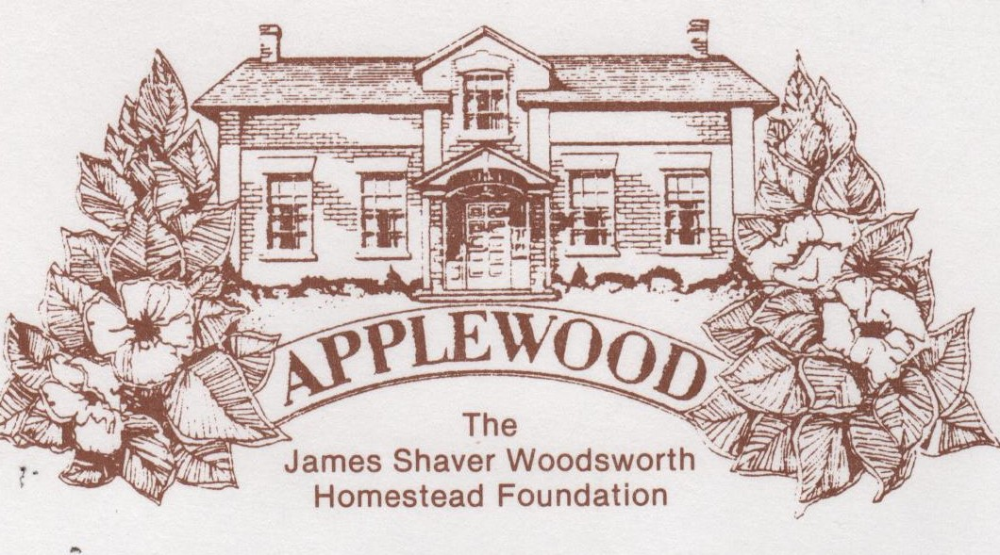 APPLEWOOD
The
James Shaver Woodsworth
Homestead Foundation